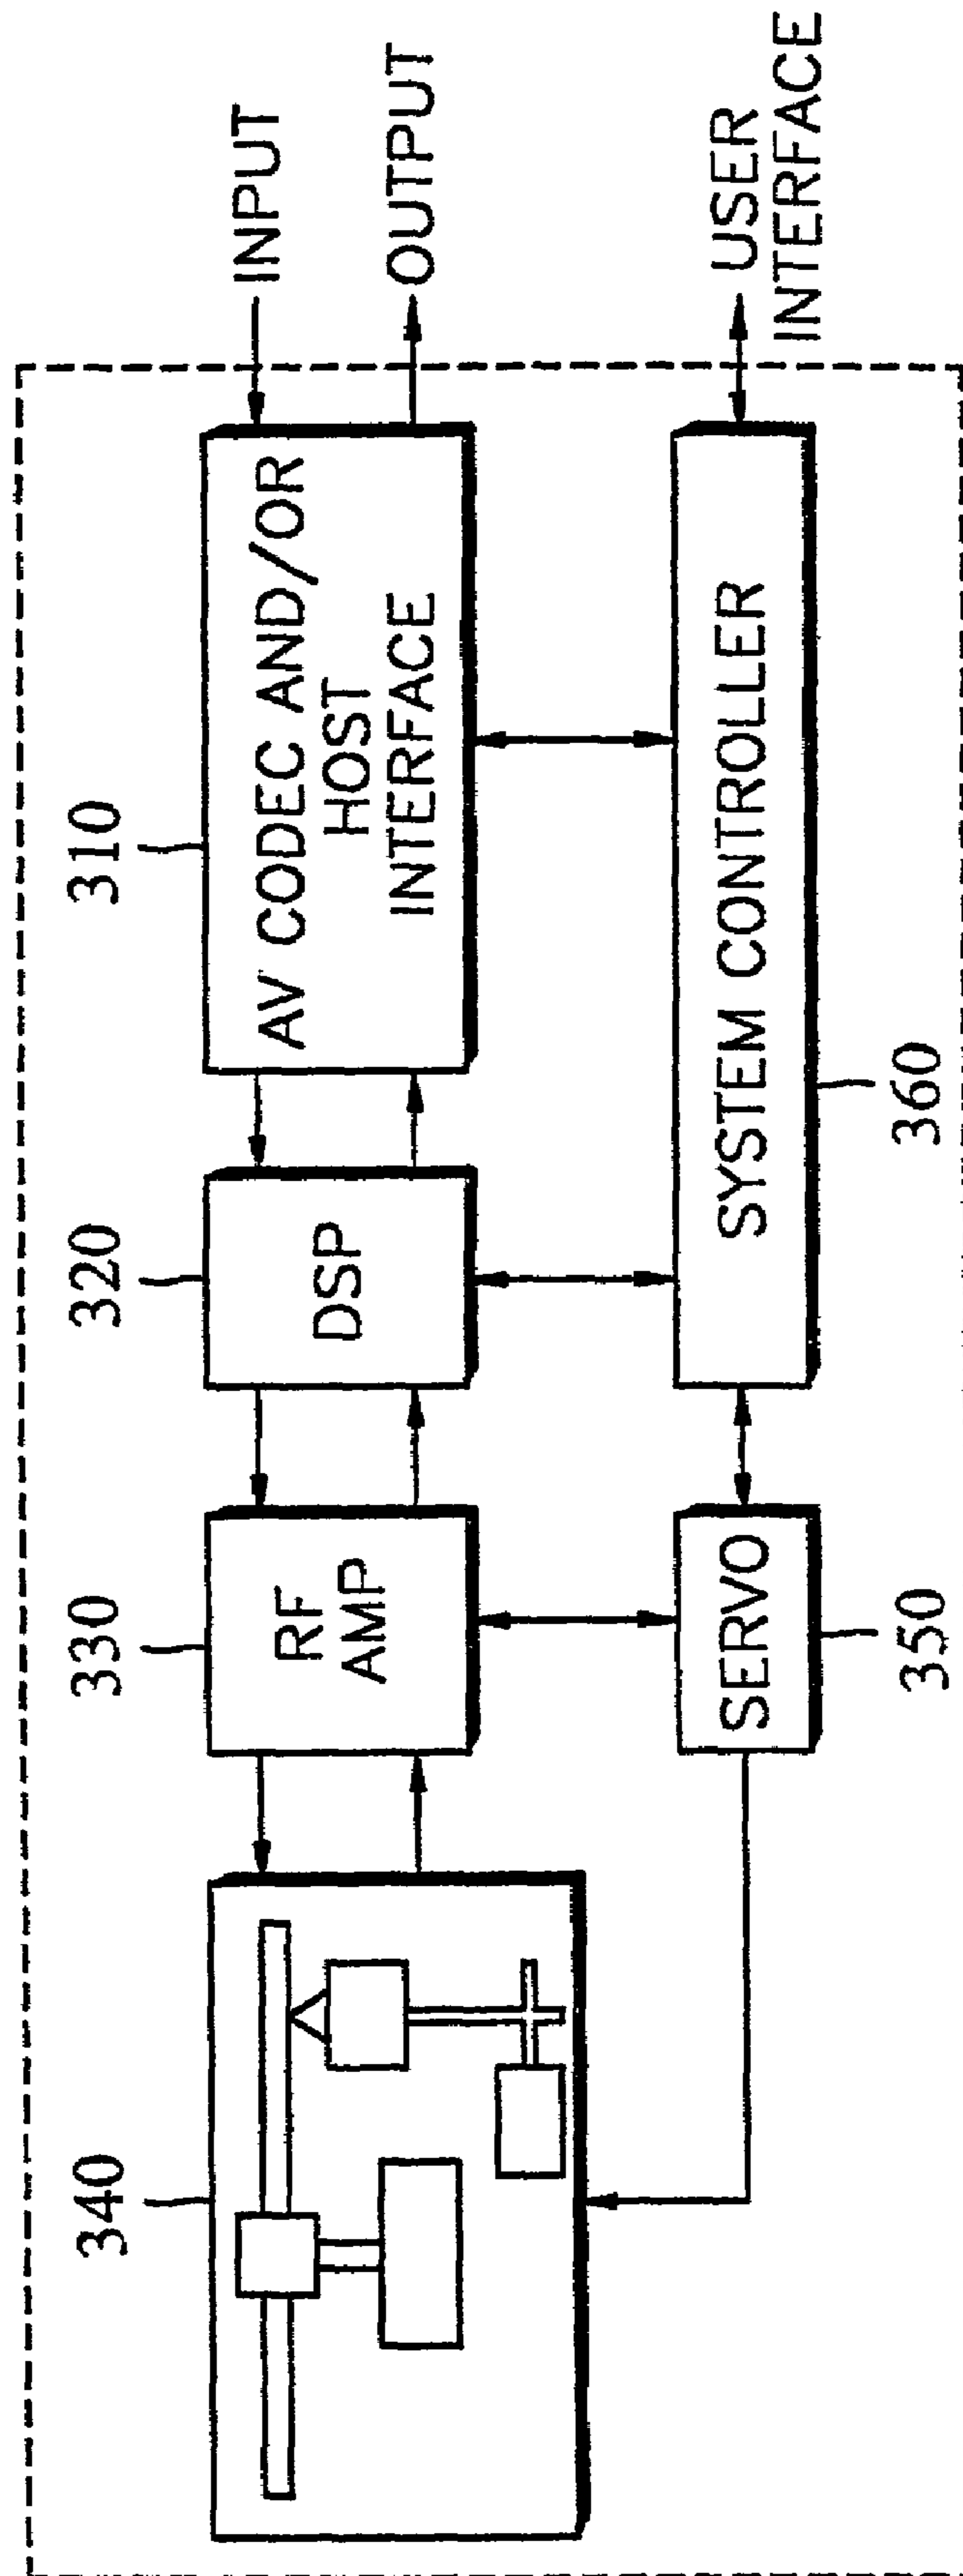 340
330
320
310
RF
AMP
DSP
AV CODEC AND/OR
HOST
INTERFACE
INPUT
OUTPUT
SERVO
SYSTEM CONTROLLER
USER
INTERFACE
350
360